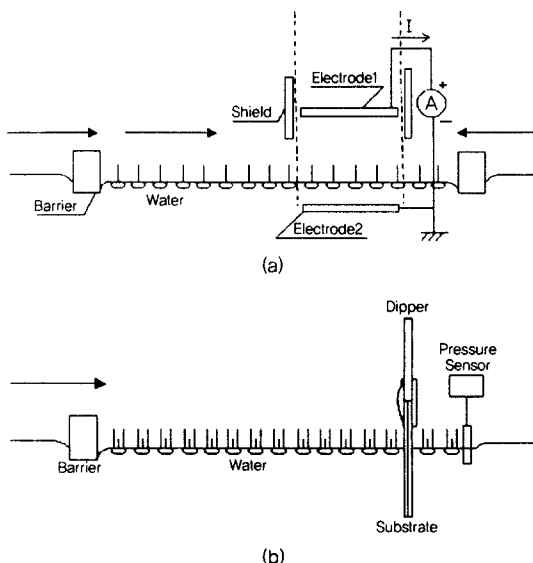 I
Electrode1
Shield
A
+
−
Barrier
Water
Electrode2
(a)
Dipper
Pressure
Sensor
Barrier
Water
Substrate
(b)